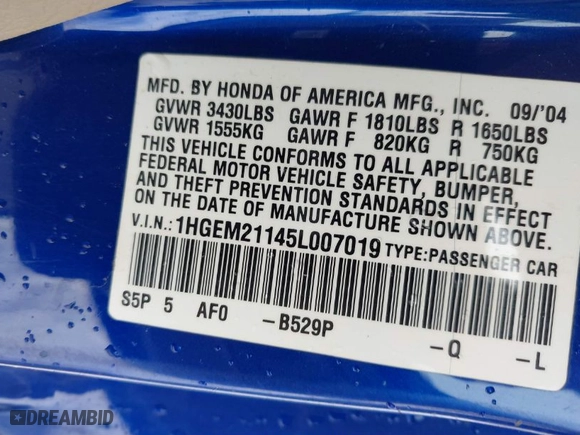 MFD. BY HONDA OF AMERICA MFG., INC. 09/'04
GVWR 3430LBS GAWR F 1810LBS R 1650LBS
GVWR 1555KG GAWR F 820KG R 750KG
THIS VEHICLE CONFORMS TO ALL APPLICABLE
FEDERAL MOTOR VEHICLE SAFETY, BUMPER,
AND THEFT PREVENTION STANDARDS IN EFFECT
ON THE DATE OF MANUFACTURE SHOWN ABOVE.
V.I.N.: 1HGEM21145L007019 TYPE:PASSENGER CAR
S5P 5 AF0 -B529P -Q -L
DREAMBID